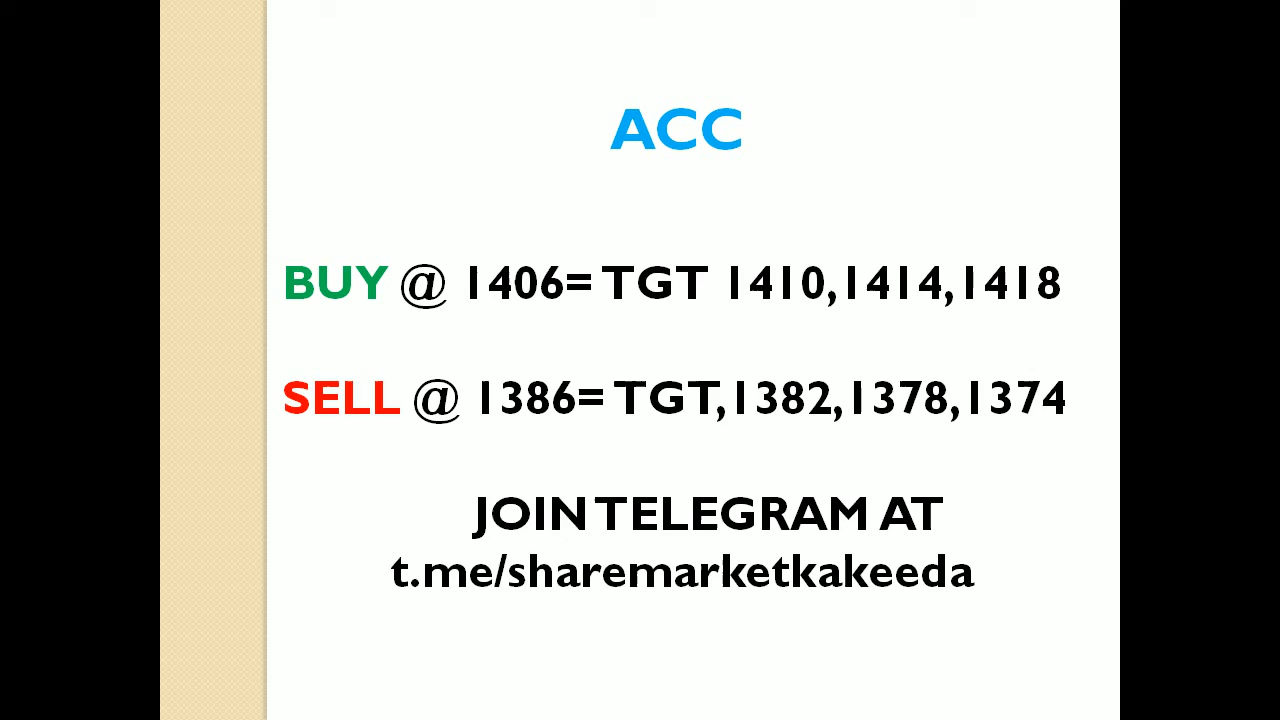 ACC
BUY @ 1406= TGT 1410,1414,1418
SELL @ 1386= TGT,1382,1378,1374
JOIN TELEGRAM AT
t.me/sharemarketkakeeda